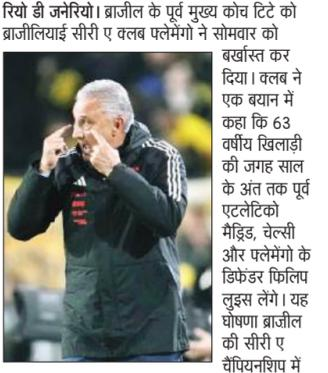 रियो डी जनेरियो। ब्राजील के पूर्व मुख्य कोच टिटे को
ब्राजीलियाई सीरी ए क्लब फ्लेमेंगो ने सोमवार को
बर्खास्त कर
दिया। क्लब ने
एक बयान में
कहा कि 63
वर्षीय खिलाड़ी
की जगह साल
के अंत तक पूर्व
एटलेटिको
मैड्रिड, चेल्सी
और फ्लेमेंगो के
डिफेंडर फिलिप
लुइस लेंगे। यह
घोषणा ब्राजील
की सीरी ए
चैंपियनशिप में